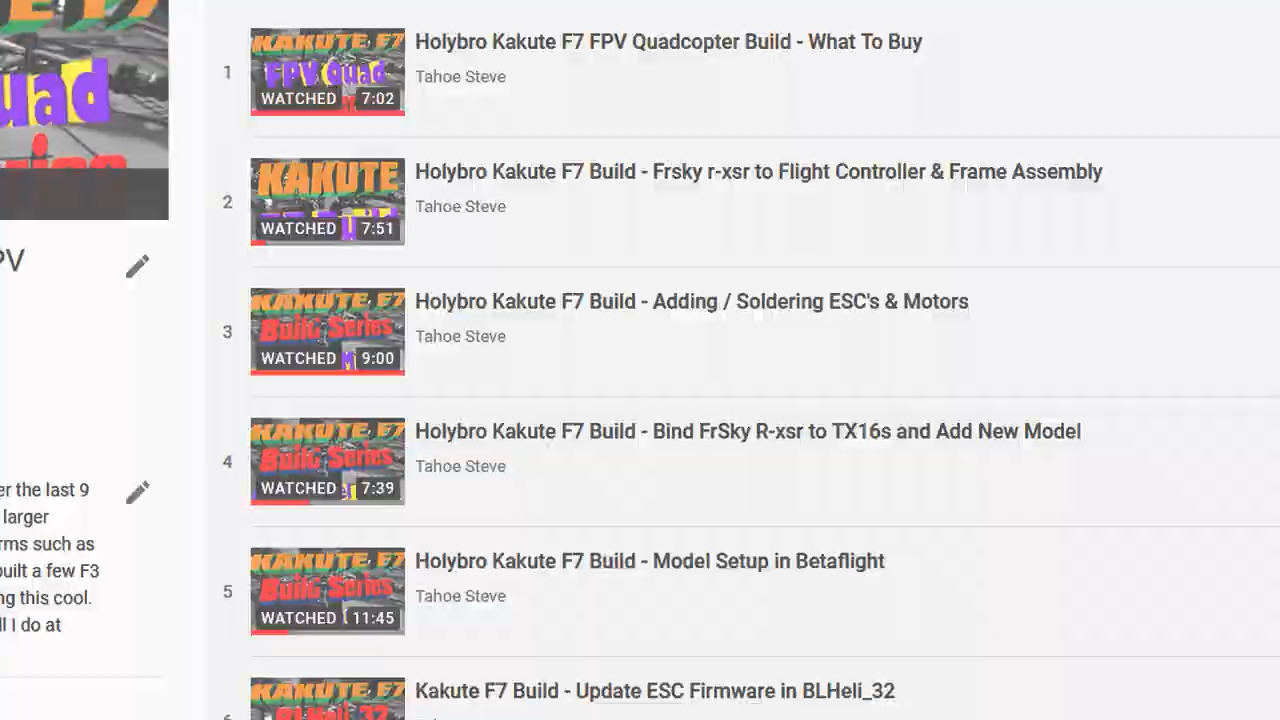 PV
er the last 9
larger
rms such as
built a few F3
ng this cool.
ll I do at
1
KAKUTE F7
FPV Quad
WATCHED 7:02
Holybro Kakute F7 FPV Quadcopter Build - What To Buy
Tahoe Steve
2
KAKUTE
WATCHED 7:51
Holybro Kakute F7 Build - Frsky r-xsr to Flight Controller & Frame Assembly
Tahoe Steve
3
KAKUTE F7
Build Series
WATCHED 9:00
Holybro Kakute F7 Build - Adding / Soldering ESC's & Motors
Tahoe Steve
4
KAKUTE F7
Build Series
WATCHED 7:39
Holybro Kakute F7 Build - Bind FrSky R-xsr to TX16s and Add New Model
Tahoe Steve
5
KAKUTE F7
Build Series
WATCHED 11:45
Holybro Kakute F7 Build - Model Setup in Betaflight
Tahoe Steve
KAKUTE F7
BLHeli_32
Kakute F7 Build - Update ESC Firmware in BLHeli_32